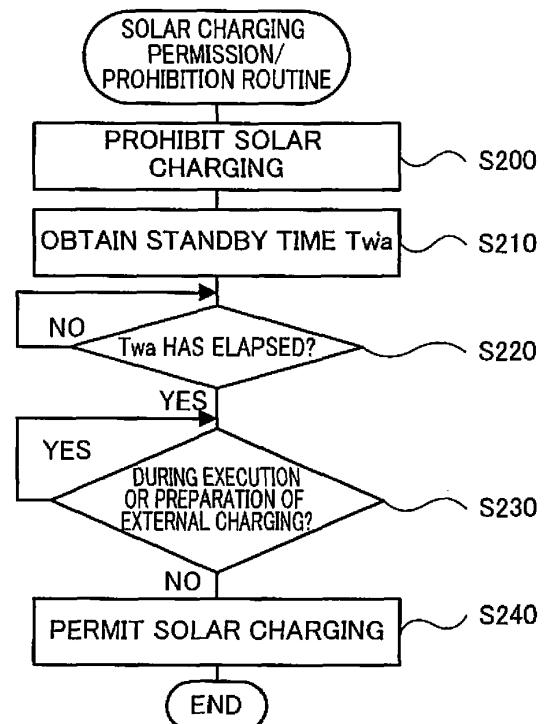 SOLAR CHARGING
PERMISSION/
PROHIBITION ROUTINE
PROHIBIT SOLAR
CHARGING
S200
OBTAIN STANDBY TIME Twa
S210
NO
Twa HAS ELAPSED?
S220
YES
YES
DURING EXECUTION
OR PREPARATION OF
EXTERNAL CHARGING?
S230
NO
PERMIT SOLAR CHARGING
S240
END